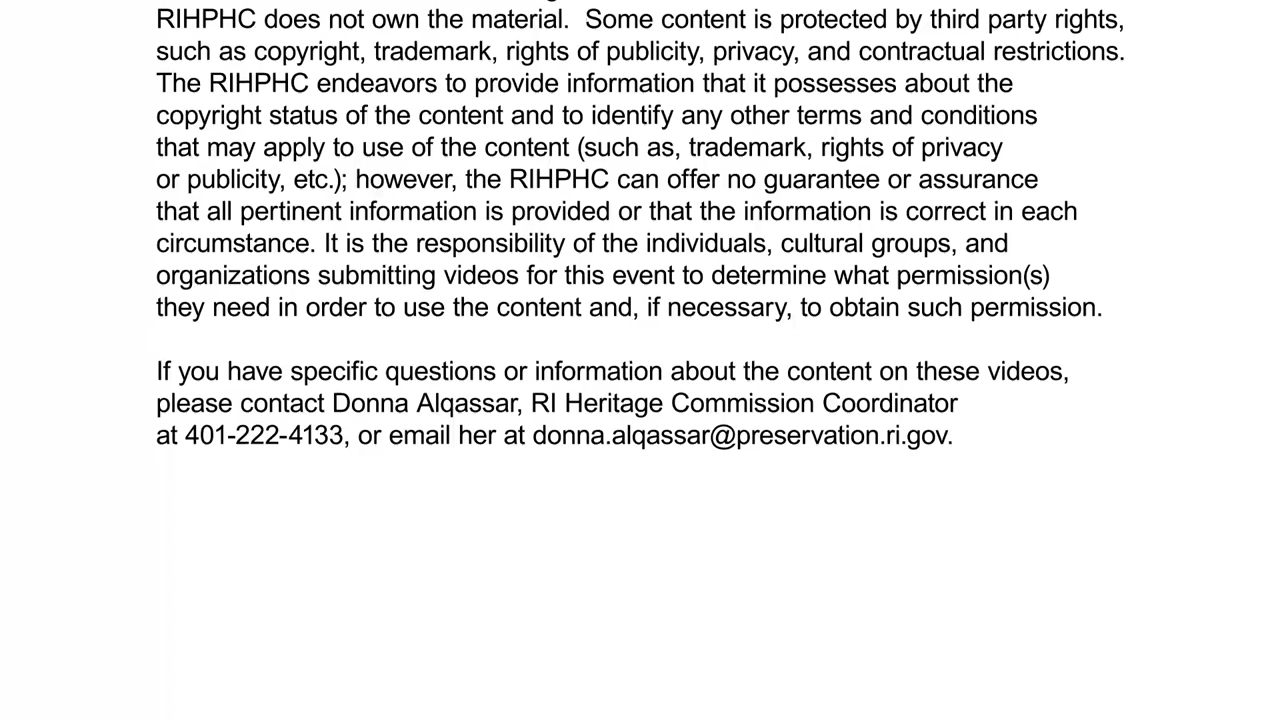 RIHPHC does not own the material.  Some content is protected by third party rights,
such as copyright, trademark, rights of publicity, privacy, and contractual restrictions.
The RIHPHC endeavors to provide information that it possesses about the
copyright status of the content and to identify any other terms and conditions
that may apply to use of the content (such as, trademark, rights of privacy
or publicity, etc.); however, the RIHPHC can offer no guarantee or assurance
that all pertinent information is provided or that the information is correct in each
circumstance. It is the responsibility of the individuals, cultural groups, and
organizations submitting videos for this event to determine what permission(s)
they need in order to use the content and, if necessary, to obtain such permission.
If you have specific questions or information about the content on these videos,
please contact Donna Alqassar, RI Heritage Commission Coordinator
at 401-222-4133, or email her at donna.alqassar@preservation.ri.gov.